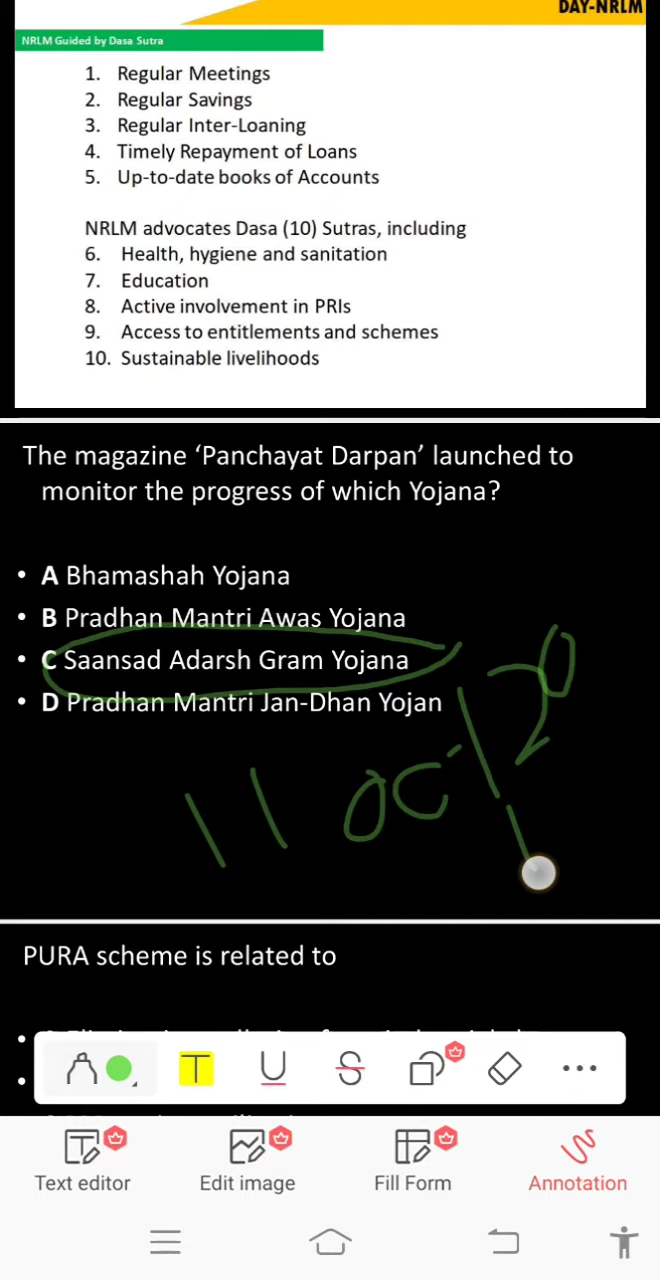 DAY-NRLM
NRLM Guided by Dasa Sutra
1. Regular Meetings
2. Regular Savings
3. Regular Inter-Loaning
4. Timely Repayment of Loans
5. Up-to-date books of Accounts
NRLM advocates Dasa (10) Sutras, including
6. Health, hygiene and sanitation
7. Education
8. Active involvement in PRIs
9. Access to entitlements and schemes
10. Sustainable livelihoods
The magazine ‘Panchayat Darpan’ launched to
monitor the progress of which Yojana?
• A Bhamashah Yojana
• B Pradhan Mantri Awas Yojana
• C Saansad Adarsh Gram Yojana
• D Pradhan Mantri Jan-Dhan Yojan
11 oct 20
PURA scheme is related to
Text editor
Edit image
Fill Form
Annotation